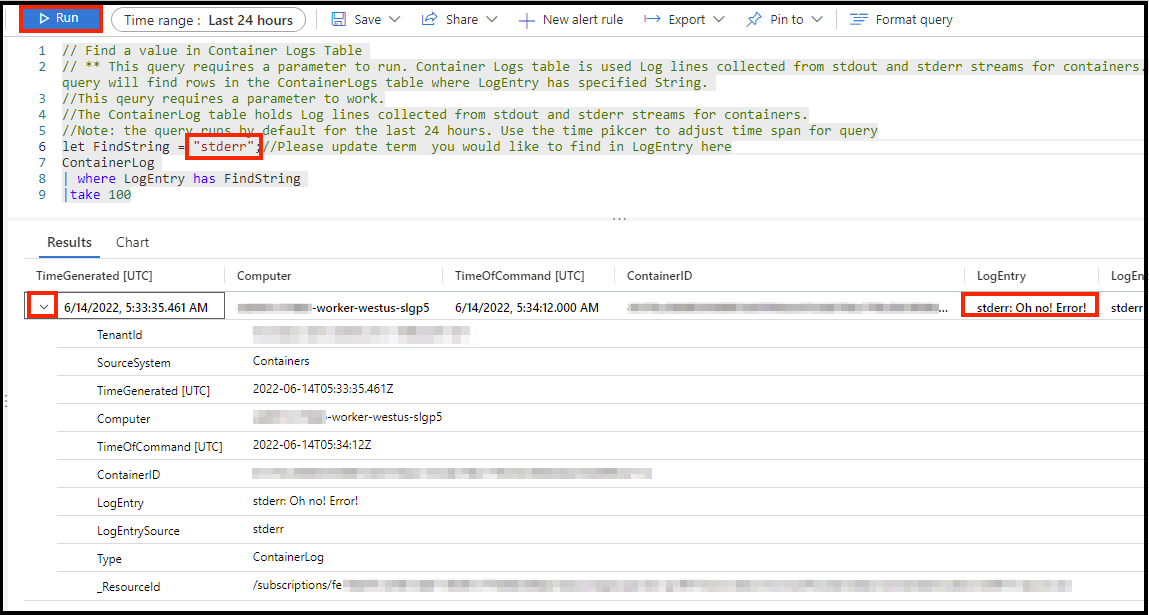 Run Time range : Last 24 hours Save Share New alert rule Export Pin to Format query
1 // Find a value in Container Logs Table
2 // ** This query requires a parameter to run. Container Logs table is used Log lines collected from stdout and stderr streams for containers.
query will find rows in the ContainerLogs table where LogEntry has specified String.
3 //This qeury requires a parameter to work.
4 //The ContainerLog table holds Log lines collected from stdout and stderr streams for containers.
5 //Note: the query runs by default for the last 24 hours. Use the time pikcer to adjust time span for query
6 let FindString = "stderr";//Please update term  you would like to find in LogEntry here
7 ContainerLog
8 | where LogEntry has FindString
9 |take 100
...
Results Chart
TimeGenerated [UTC] Computer TimeOfCommand [UTC] ContainerID LogEntry LogEn
6/14/2022, 5:33:35.461 AM -worker-westus-slgp5 6/14/2022, 5:34:12.000 AM ... stderr: Oh no! Error! stderr
TenantId
SourceSystem Containers
TimeGenerated [UTC] 2022-06-14T05:33:35.461Z
Computer -worker-westus-slgp5
TimeOfCommand [UTC] 2022-06-14T05:34:12Z
ContainerID
LogEntry stderr: Oh no! Error!
LogEntrySource stderr
Type ContainerLog
_ResourceId /subscriptions/fe